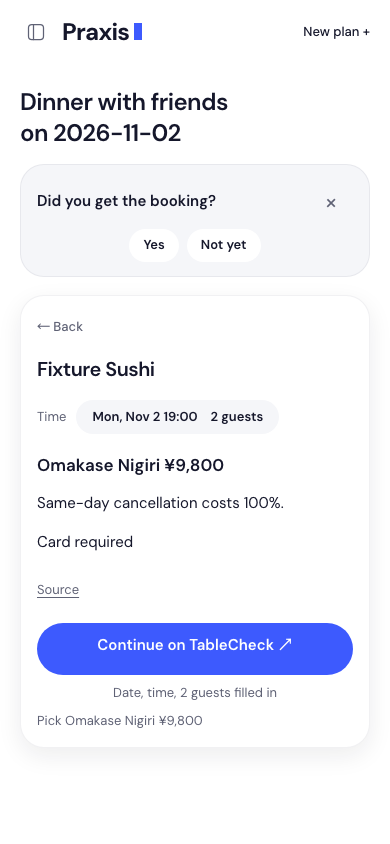 Praxis
New plan +
Dinner with friends
on 2026-11-02
Did you get the booking?
×
Yes
Not yet
← Back
Fixture Sushi
Time
Mon, Nov 2 19:00 2 guests
Omakase Nigiri ¥9,800
Same-day cancellation costs 100%.
Card required
Source
Continue on TableCheck ↗
Date, time, 2 guests filled in
Pick Omakase Nigiri ¥9,800